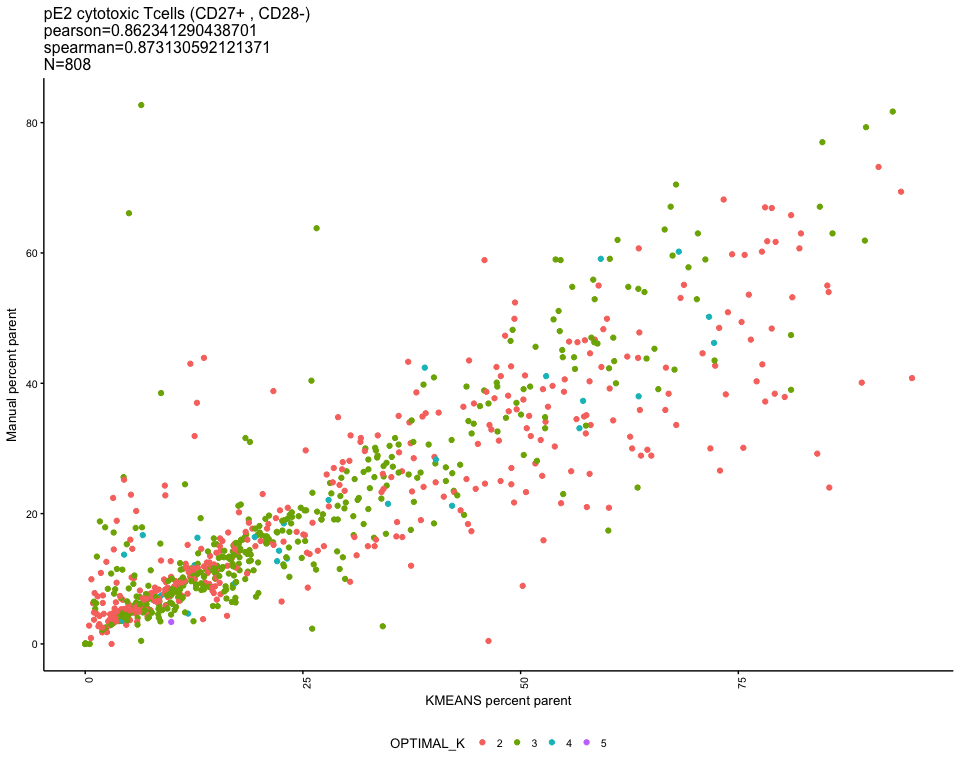 pE2 cytotoxic Tcells (CD27+ , CD28-)
pearson=0.862341290438701
spearman=0.873130592121371
N=808
80
60
40
20
0
Manual percent parent
0 25 50 75
KMEANS percent parent
OPTIMAL_K 2 3 4 5